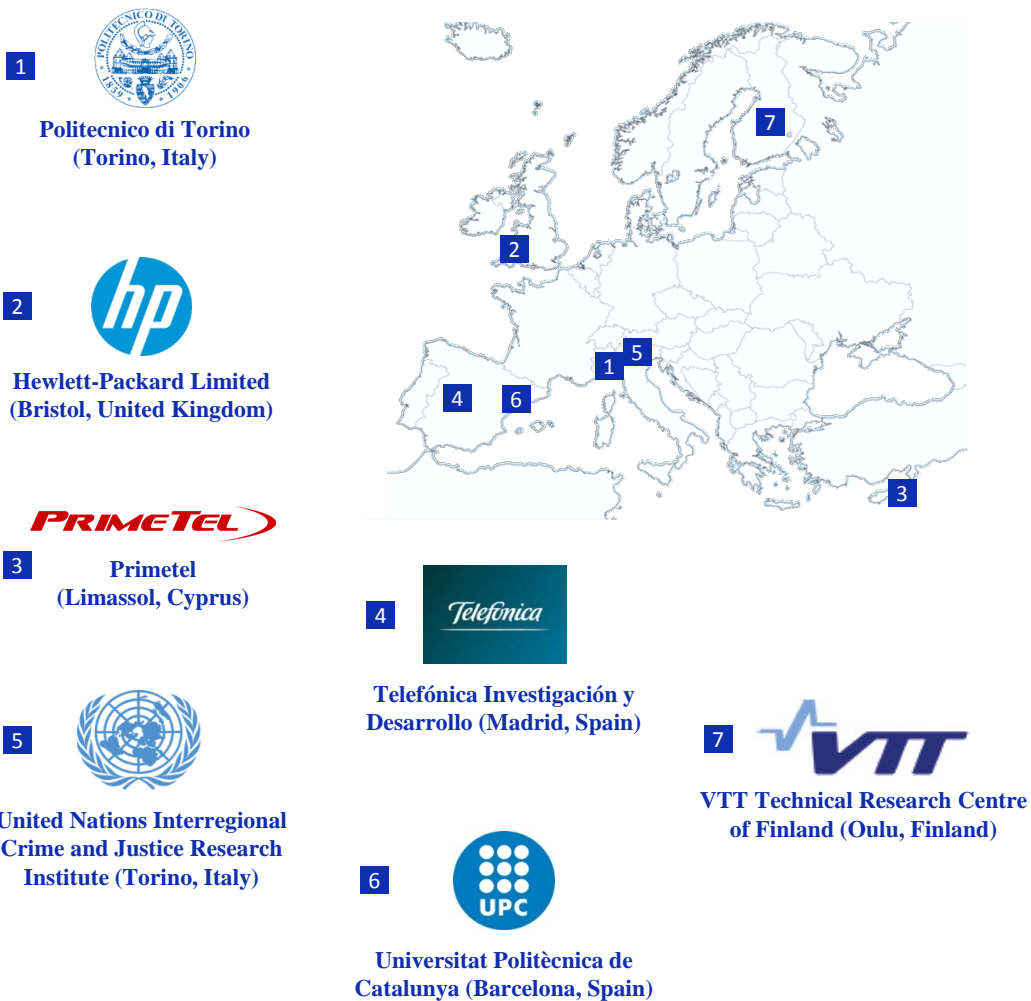 1
POLITECNICO DI TORINO
1859 1906
Politecnico di Torino
(Torino, Italy)
2
hp
Hewlett-Packard Limited
(Bristol, United Kingdom)
PRIMETEL
3
Primetel
(Limassol, Cyprus)
5
United Nations Interregional
Crime and Justice Research
Institute (Torino, Italy)
7
2
5
1
4
6
3
4
Telefónica
Telefónica Investigación y
Desarrollo (Madrid, Spain)
6
UPC
Universitat Politècnica de
Catalunya (Barcelona, Spain)
7
VTT
VTT Technical Research Centre
of Finland (Oulu, Finland)